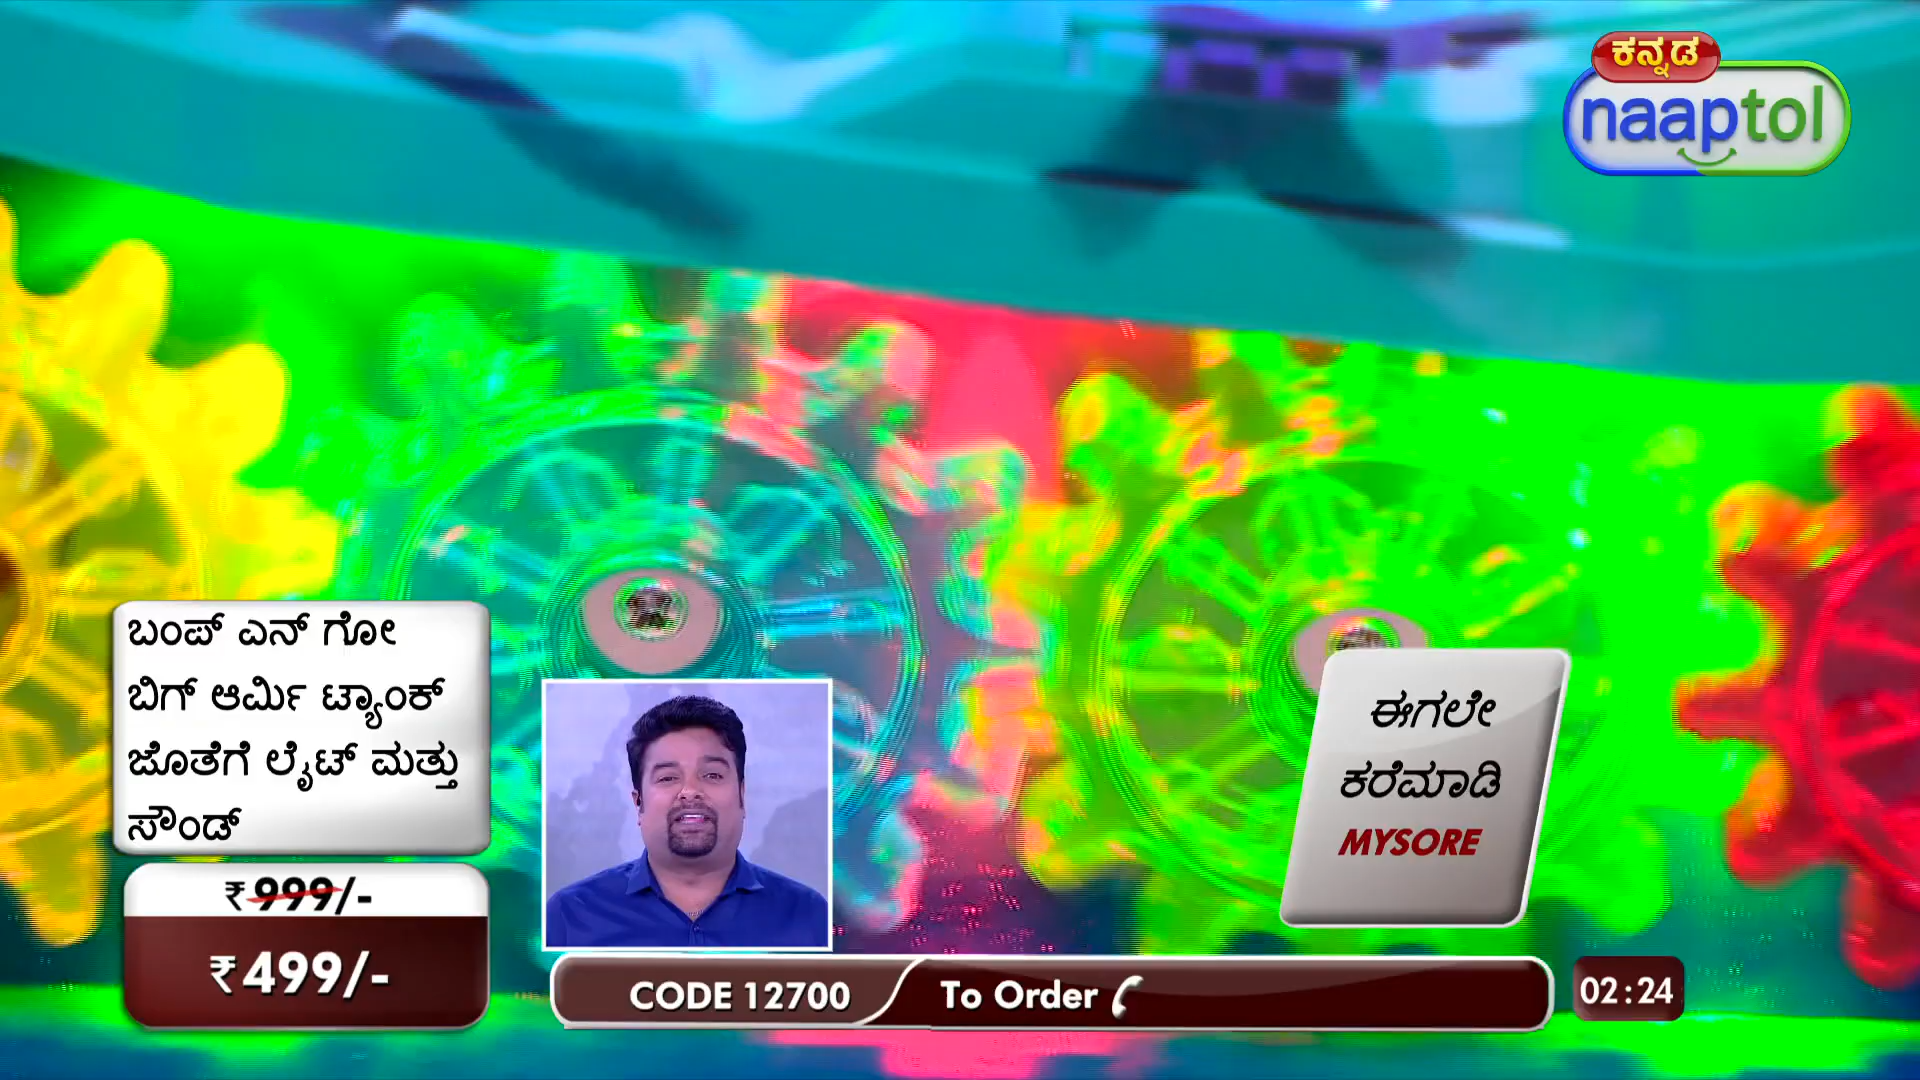 ಕನ್ನಡ
naaptol
ಬಂಪ್ ಎನ್ ಗೋ
ಬಿಗ್ ಆರ್ಮಿ ಟ್ಯಾಂಕ್
ಜೊತೆಗೆ ಲೈಟ್ ಮತ್ತು
ಸೌಂಡ್
₹999/-
₹499/-
ಈಗಲೇ
ಕರೆಮಾಡಿ
MYSORE
CODE 12700
To Order
02:24